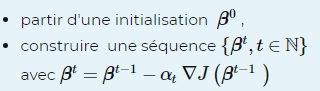 • partir d'une initialisation β⁰ ,
• construire une séquence {βᵗ, t ∈ ℕ}
avec βᵗ = βᵗ⁻¹ − αₜ ∇J (βᵗ⁻¹ )